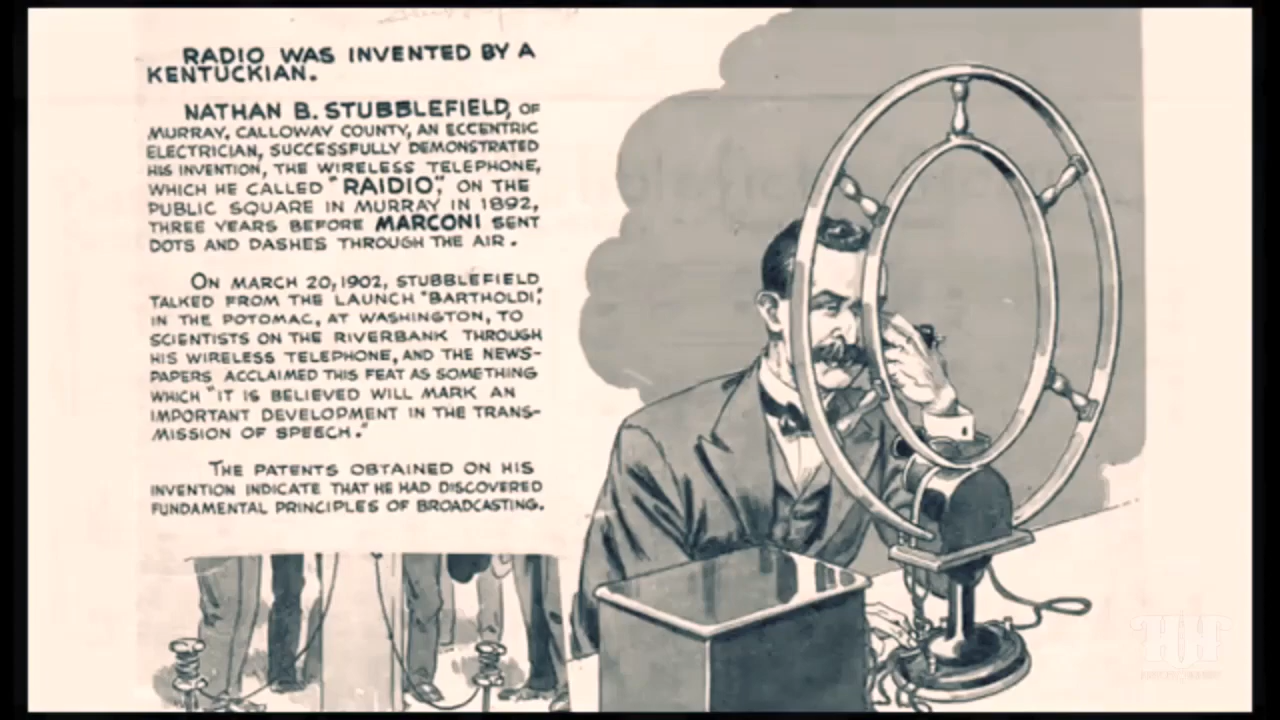 RADIO WAS INVENTED BY A
KENTUCKIAN.
NATHAN B. STUBBLEFIELD, OF
MURRAY, CALLOWAY COUNTY, AN ECCENTRIC
ELECTRICIAN, SUCCESSFULLY DEMONSTRATED
HIS INVENTION, THE WIRELESS TELEPHONE,
WHICH HE CALLED "RAIDIO", ON THE
PUBLIC SQUARE IN MURRAY IN 1892,
THREE YEARS BEFORE MARCONI SENT
DOTS AND DASHES THROUGH THE AIR.
ON MARCH 20, 1902, STUBBLEFIELD
TALKED FROM THE LAUNCH "BARTHOLDI",
IN THE POTOMAC, AT WASHINGTON, TO
SCIENTISTS ON THE RIVERBANK THROUGH
HIS WIRELESS TELEPHONE, AND THE NEWS-
PAPERS ACCLAIMED THIS FEAT AS SOMETHING
WHICH "IT IS BELIEVED WILL MARK AN
IMPORTANT DEVELOPMENT IN THE TRANS-
MISSION OF SPEECH."
THE PATENTS OBTAINED ON HIS
INVENTION INDICATE THAT HE HAD DISCOVERED
FUNDAMENTAL PRINCIPLES OF BROADCASTING.